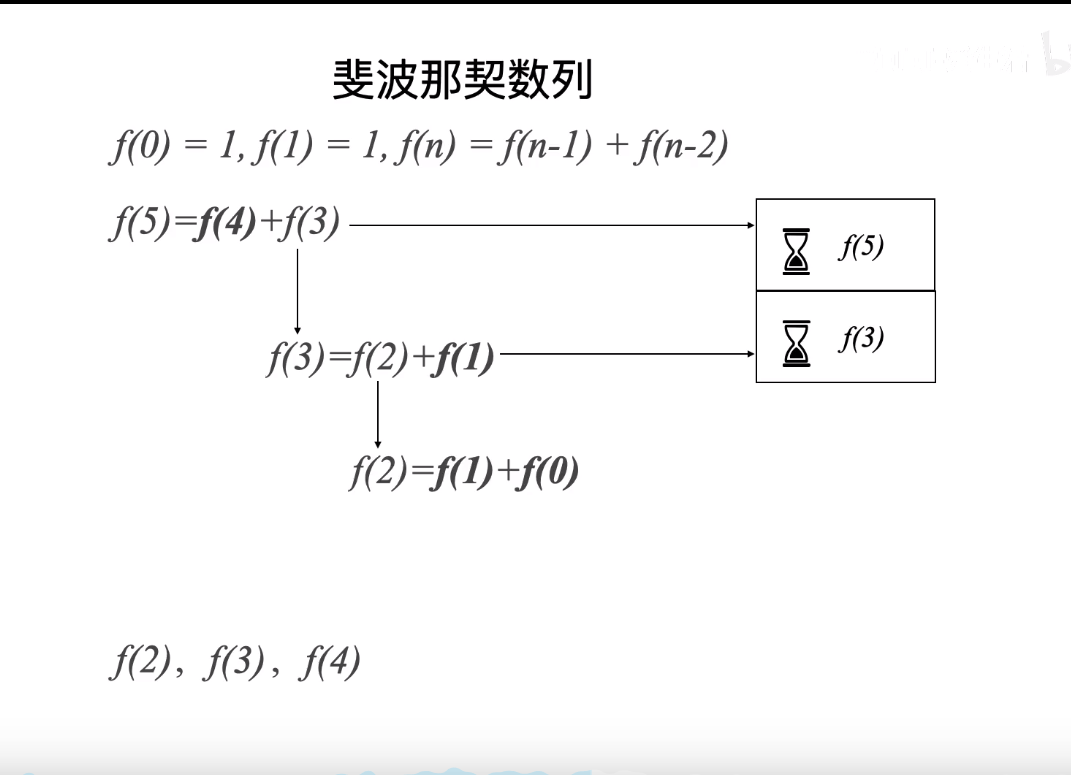 斐波那契数列
f(0) = 1, f(1) = 1, f(n) = f(n-1) + f(n-2)
f(5)=f(4)+f(3)
f(5)
f(3)=f(2)+f(1)
f(3)
f(2)=f(1)+f(0)
f(2), f(3), f(4)